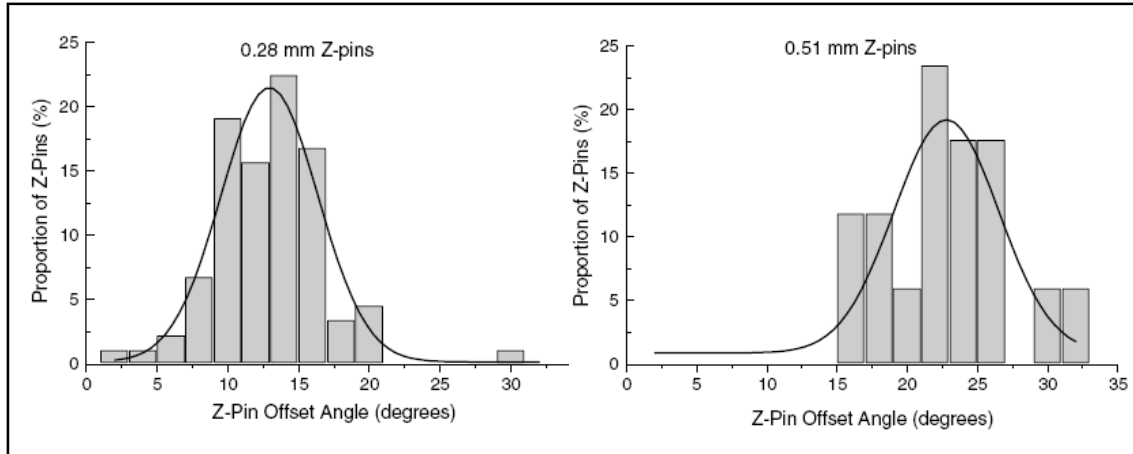 0.28 mm Z-pins
Proportion of Z-Pins (%)
25
20
15
10
5
0
0 5 10 15 20 25 30
Z-Pin Offset Angle (degrees)
0.51 mm Z-pins
Proportion of Z-Pins (%)
25
20
15
10
5
0
0 5 10 15 20 25 30 35
Z-Pin Offset Angle (degrees)